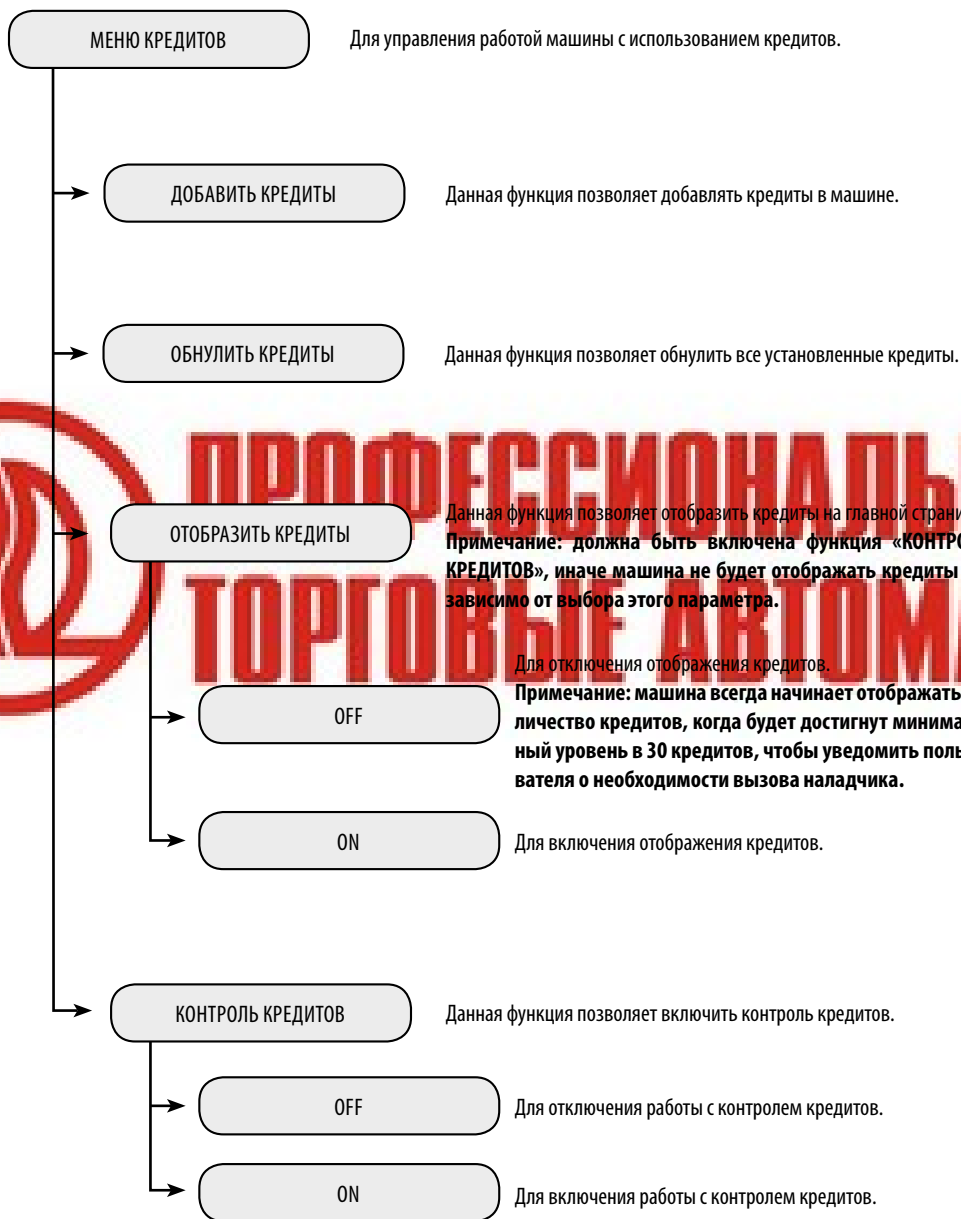 МЕНЮ КРЕДИТОВ
Для управления работой машины с использованием кредитов.
ДОБАВИТЬ КРЕДИТЫ
Данная функция позволяет добавлять кредиты в машине.
ОБНУЛИТЬ КРЕДИТЫ
Данная функция позволяет обнулить все установленные кредиты.
ПРОФЕССИОНАЛЬ
ОТОБРАЗИТЬ КРЕДИТЫ
Данная функция позволяет отобразить кредиты на главной страни
Примечание: должна быть включена функция «КОНТРО
КРЕДИТОВ», иначе машина не будет отображать кредиты
зависимо от выбора этого параметра.
ТОРГОВЫЕ АВТОМА
OFF
Для отключения отображения кредитов.
Примечание: машина всегда начинает отображать
личество кредитов, когда будет достигнут минима
ный уровень в 30 кредитов, чтобы уведомить поль
вателя о необходимости вызова наладчика.
ON
Для включения отображения кредитов.
КОНТРОЛЬ КРЕДИТОВ
Данная функция позволяет включить контроль кредитов.
OFF
Для отключения работы с контролем кредитов.
ON
Для включения работы с контролем кредитов.